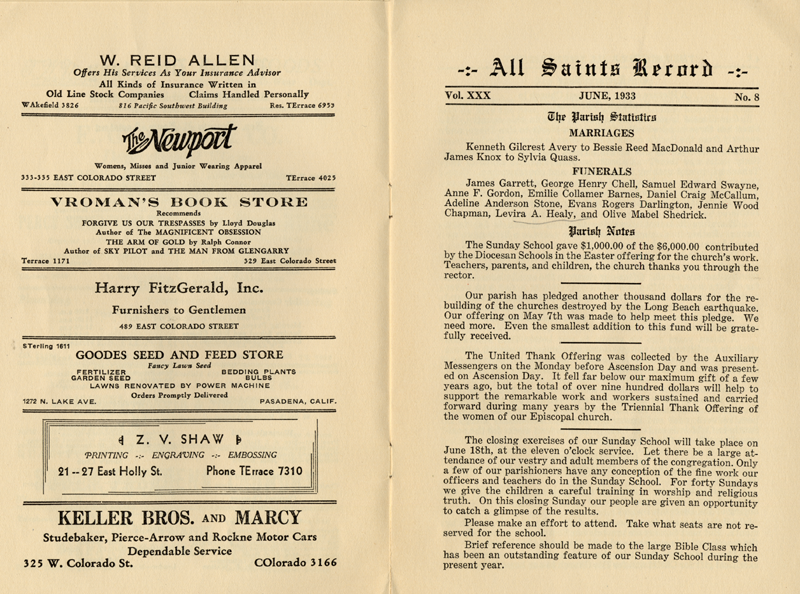 W. REID ALLEN
Offers His Services As Your Insurance Advisor
All Kinds of Insurance Written in
Old Line Stock Companies Claims Handled Personally
WAkefield 3826 816 Pacific Southwest Building Res. TErrace 6953
The Newport
Womens, Misses and Junior Wearing Apparel
333-335 EAST COLORADO STREET TErrace 4025
VROMAN'S BOOK STORE
Recommends
FORGIVE US OUR TRESPASSES by Lloyd Douglas
Author of The MAGNIFICENT OBSESSION
THE ARM OF GOLD by Ralph Connor
Author of SKY PILOT and THE MAN FROM GLENGARRY
Terrace 1171 329 East Colorado Street
Harry FitzGerald, Inc.
Furnishers to Gentlemen
489 EAST COLORADO STREET
STerling 1611
GOODES SEED AND FEED STORE
Fancy Lawn Seed
FERTILIZER BEDDING PLANTS
GARDEN SEED BULBS
LAWNS RENOVATED BY POWER MACHINE
Orders Promptly Delivered
1272 N. LAKE AVE. PASADENA, CALIF.
Z. V. SHAW
PRINTING -:- ENGRAVING -:- EMBOSSING
21--27 East Holly St. Phone TErrace 7310
KELLER BROS. AND MARCY
Studebaker, Pierce-Arrow and Rockne Motor Cars
Dependable Service
325 W. Colorado St. COlorado 3166
-:- All Saints Record -:-
Vol. XXX JUNE, 1933 No. 8
The Parish Statistics
MARRIAGES
Kenneth Gilcrest Avery to Bessie Reed MacDonald and Arthur
James Knox to Sylvia Quass.
FUNERALS
James Garrett, George Henry Chell, Samuel Edward Swayne,
Anne F. Gordon, Emilie Collamer Barnes, Daniel Craig McCallum,
Adeline Anderson Stone, Evans Rogers Darlington, Jennie Wood
Chapman, Levira A. Healy, and Olive Mabel Shedrick.
Parish Notes
The Sunday School gave $1,000.00 of the $6,000.00 contributed
by the Diocesan Schools in the Easter offering for the church's work.
Teachers, parents, and children, the church thanks you through the
rector.
Our parish has pledged another thousand dollars for the re-
building of the churches destroyed by the Long Beach earthquake.
Our offering on May 7th was made to help meet this pledge. We
need more. Even the smallest addition to this fund will be grate-
fully received.
The United Thank Offering was collected by the Auxiliary
Messengers on the Monday before Ascension Day and was present-
ed on Ascension Day. It fell far below our maximum gift of a few
years ago, but the total of over nine hundred dollars will help to
support the remarkable work and workers sustained and carried
forward during many years by the Triennial Thank Offering of
the women of our Episcopal church.
The closing exercises of our Sunday School will take place on
June 18th, at the eleven o'clock service. Let there be a large at-
tendance of our vestry and adult members of the congregation. Only
a few of our parishioners have any conception of the fine work our
officers and teachers do in the Sunday School. For forty Sundays
we give the children a careful training in worship and religious
truth. On this closing Sunday our people are given an opportunity
to catch a glimpse of the results.
Please make an effort to attend. Take what seats are not re-
served for the school.
Brief reference should be made to the large Bible Class which
has been an outstanding feature of our Sunday School during the
present year.